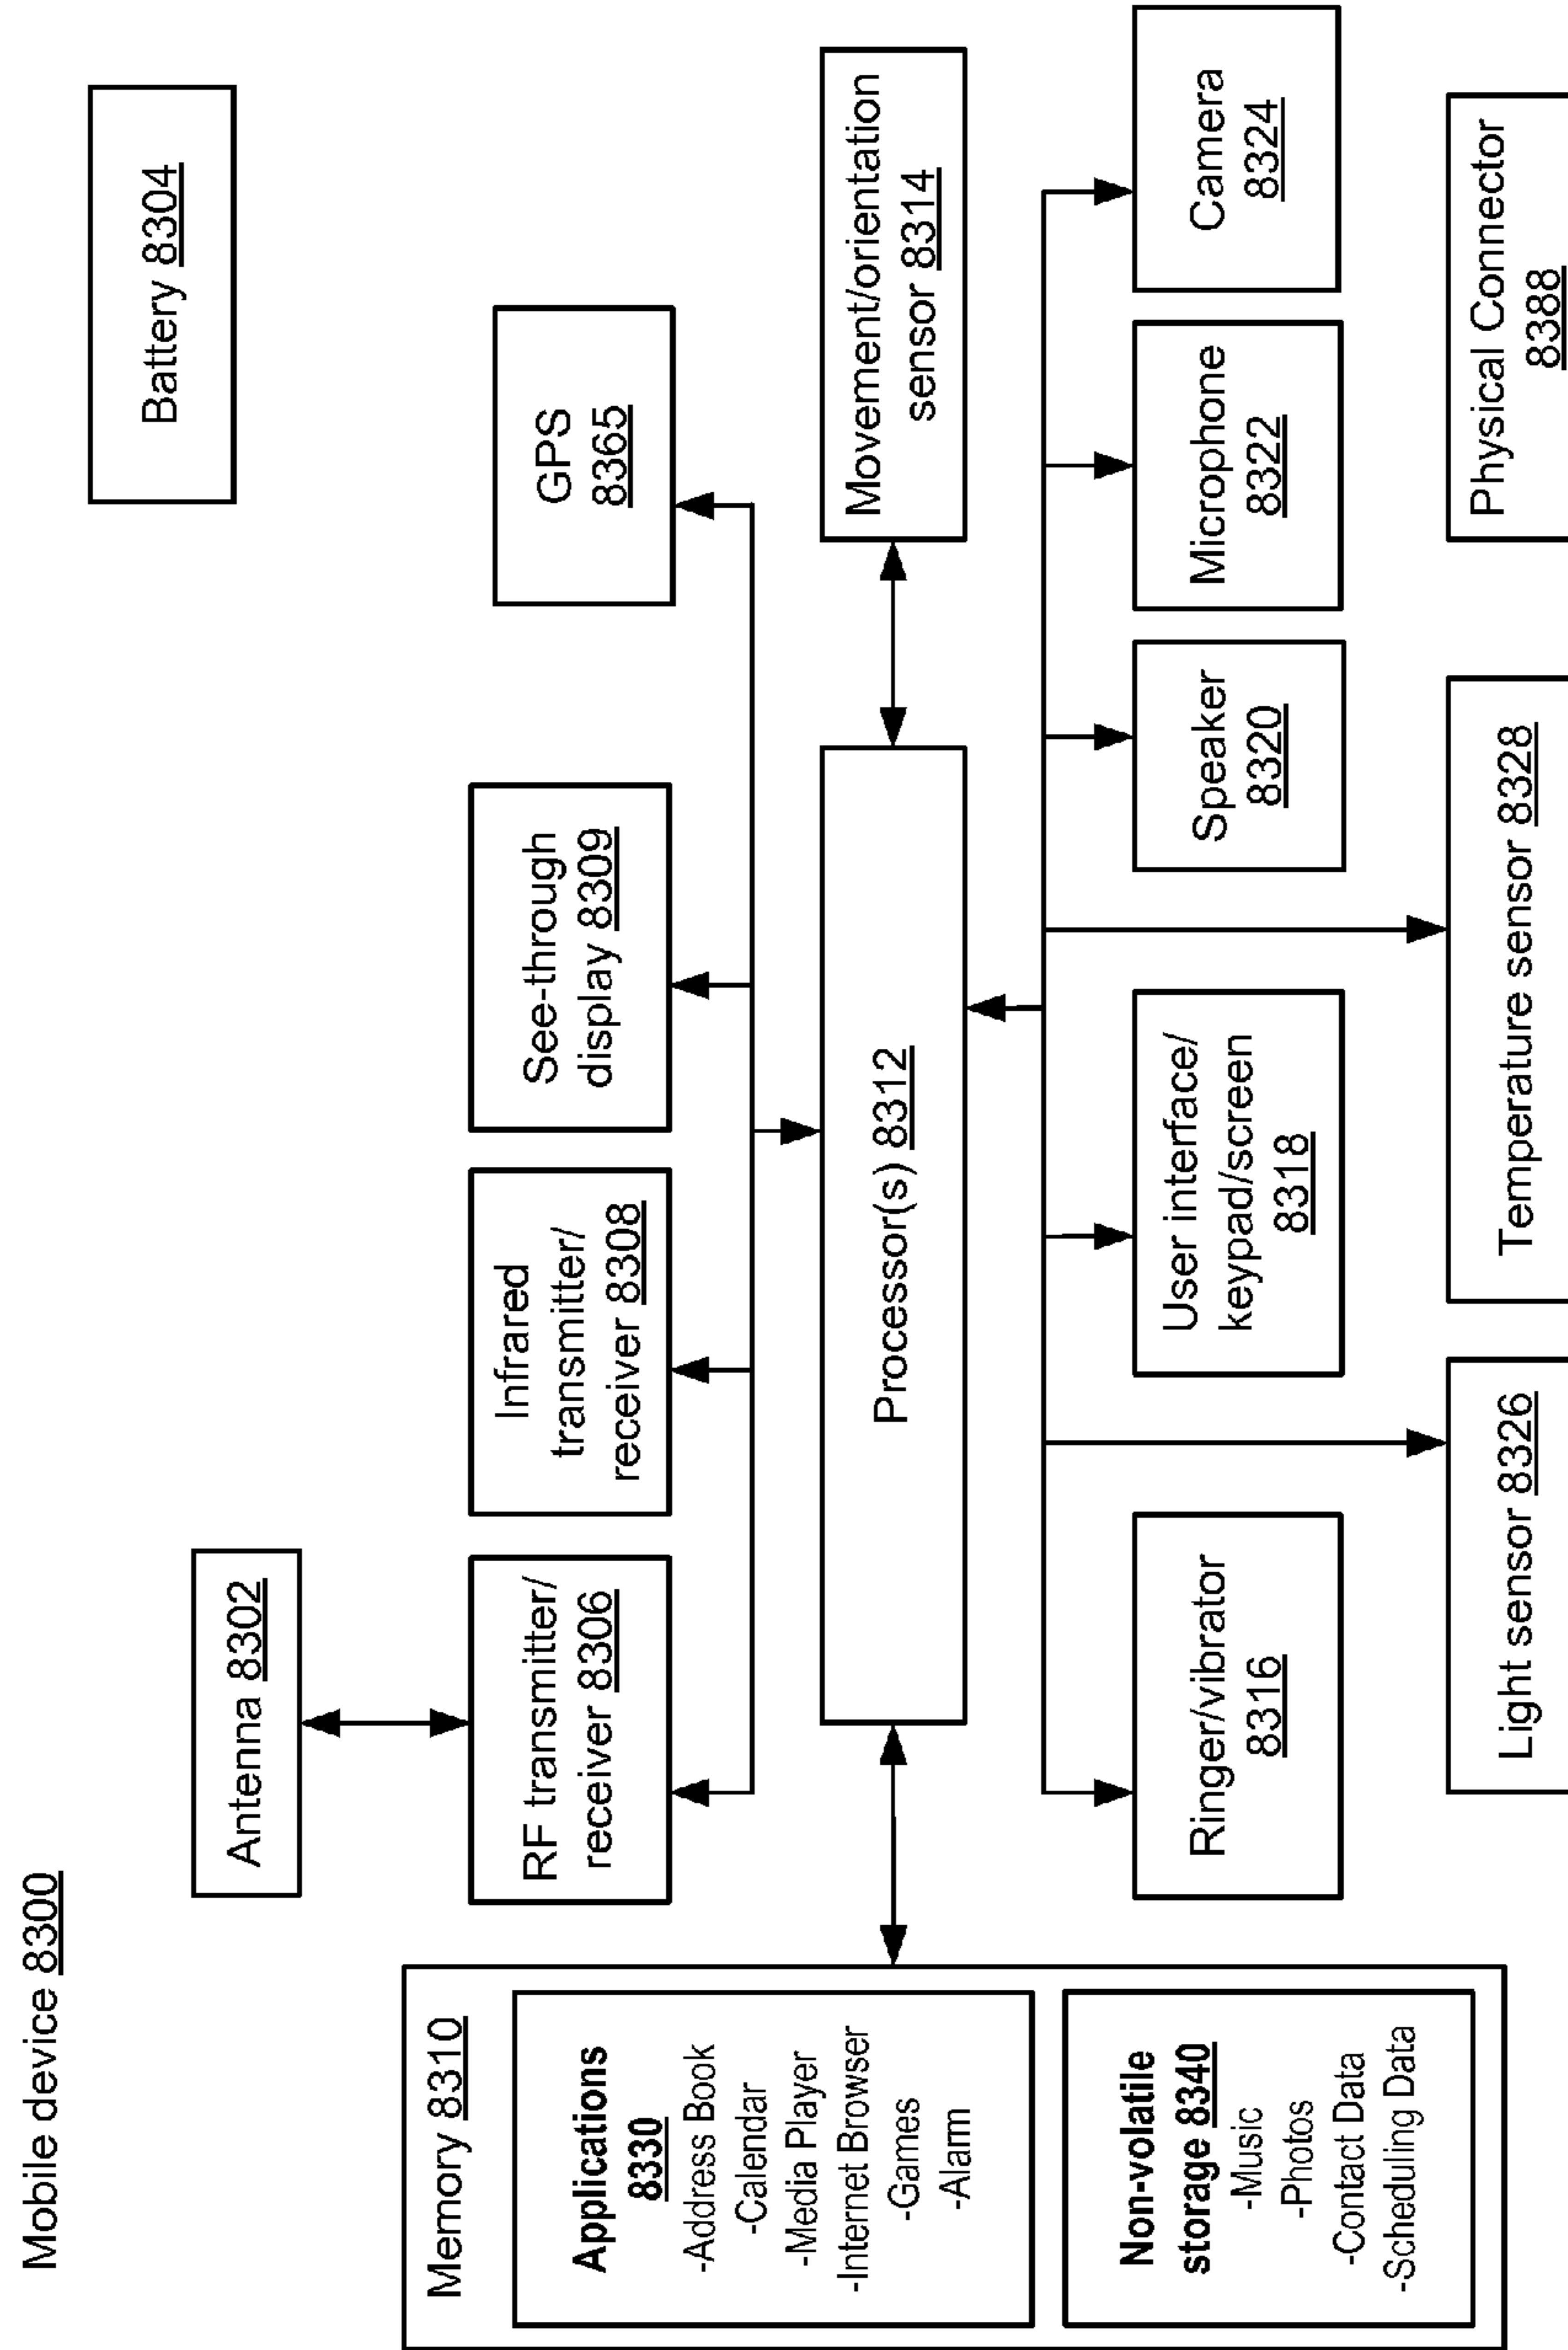 Mobile device 8300
Antenna 8302
Battery 8304
Memory 8310
Applications
8330
-Address Book
-Calendar
-Media Player
-Internet Browser
-Games
-Alarm
Non-volatile
storage 8340
-Music
-Photos
-Contact Data
-Scheduling Data
RF transmitter/
receiver 8306
Infrared
transmitter/
receiver 8308
See-through
display 8309
GPS
8365
Processor(s) 8312
Movement/orientation
sensor 8314
Ringer/vibrator
8316
User interface/
keypad/screen
8318
Speaker
8320
Microphone
8322
Camera
8324
Light sensor 8326
Temperature sensor 8328
Physical Connector
8388